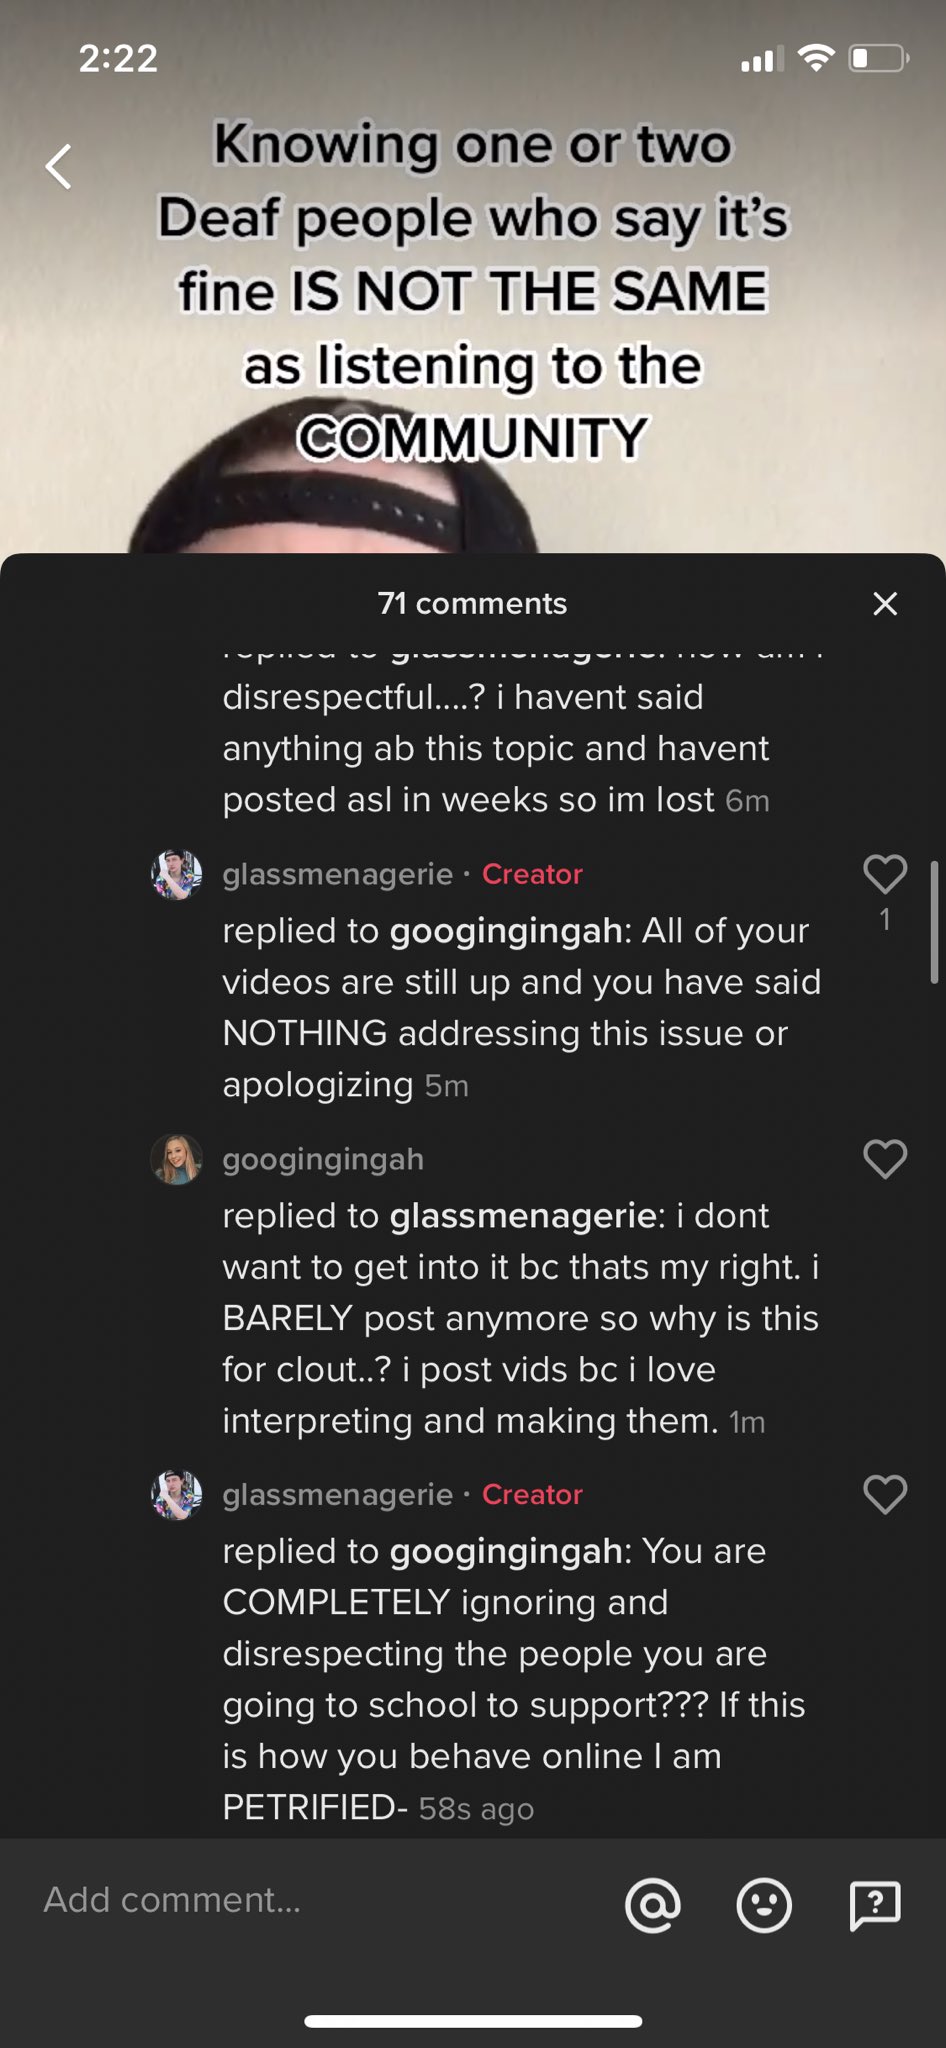 2:22
Knowing one or two
Deaf people who say it's
fine IS NOT THE SAME
as listening to the
COMMUNITY
71 comments
replied to glassmenagerie: how am i
disrespectful....? i havent said
anything ab this topic and havent
posted asl in weeks so im lost 6m
glassmenagerie · Creator
1
replied to googingingah: All of your
videos are still up and you have said
NOTHING addressing this issue or
apologizing 5m
googingingah
replied to glassmenagerie: i dont
want to get into it bc thats my right. i
BARELY post anymore so why is this
for clout..? i post vids bc i love
interpreting and making them. 1m
glassmenagerie · Creator
replied to googingingah: You are
COMPLETELY ignoring and
disrespecting the people you are
going to school to support??? If this
is how you behave online I am
PETRIFIED- 58s ago
Add comment...